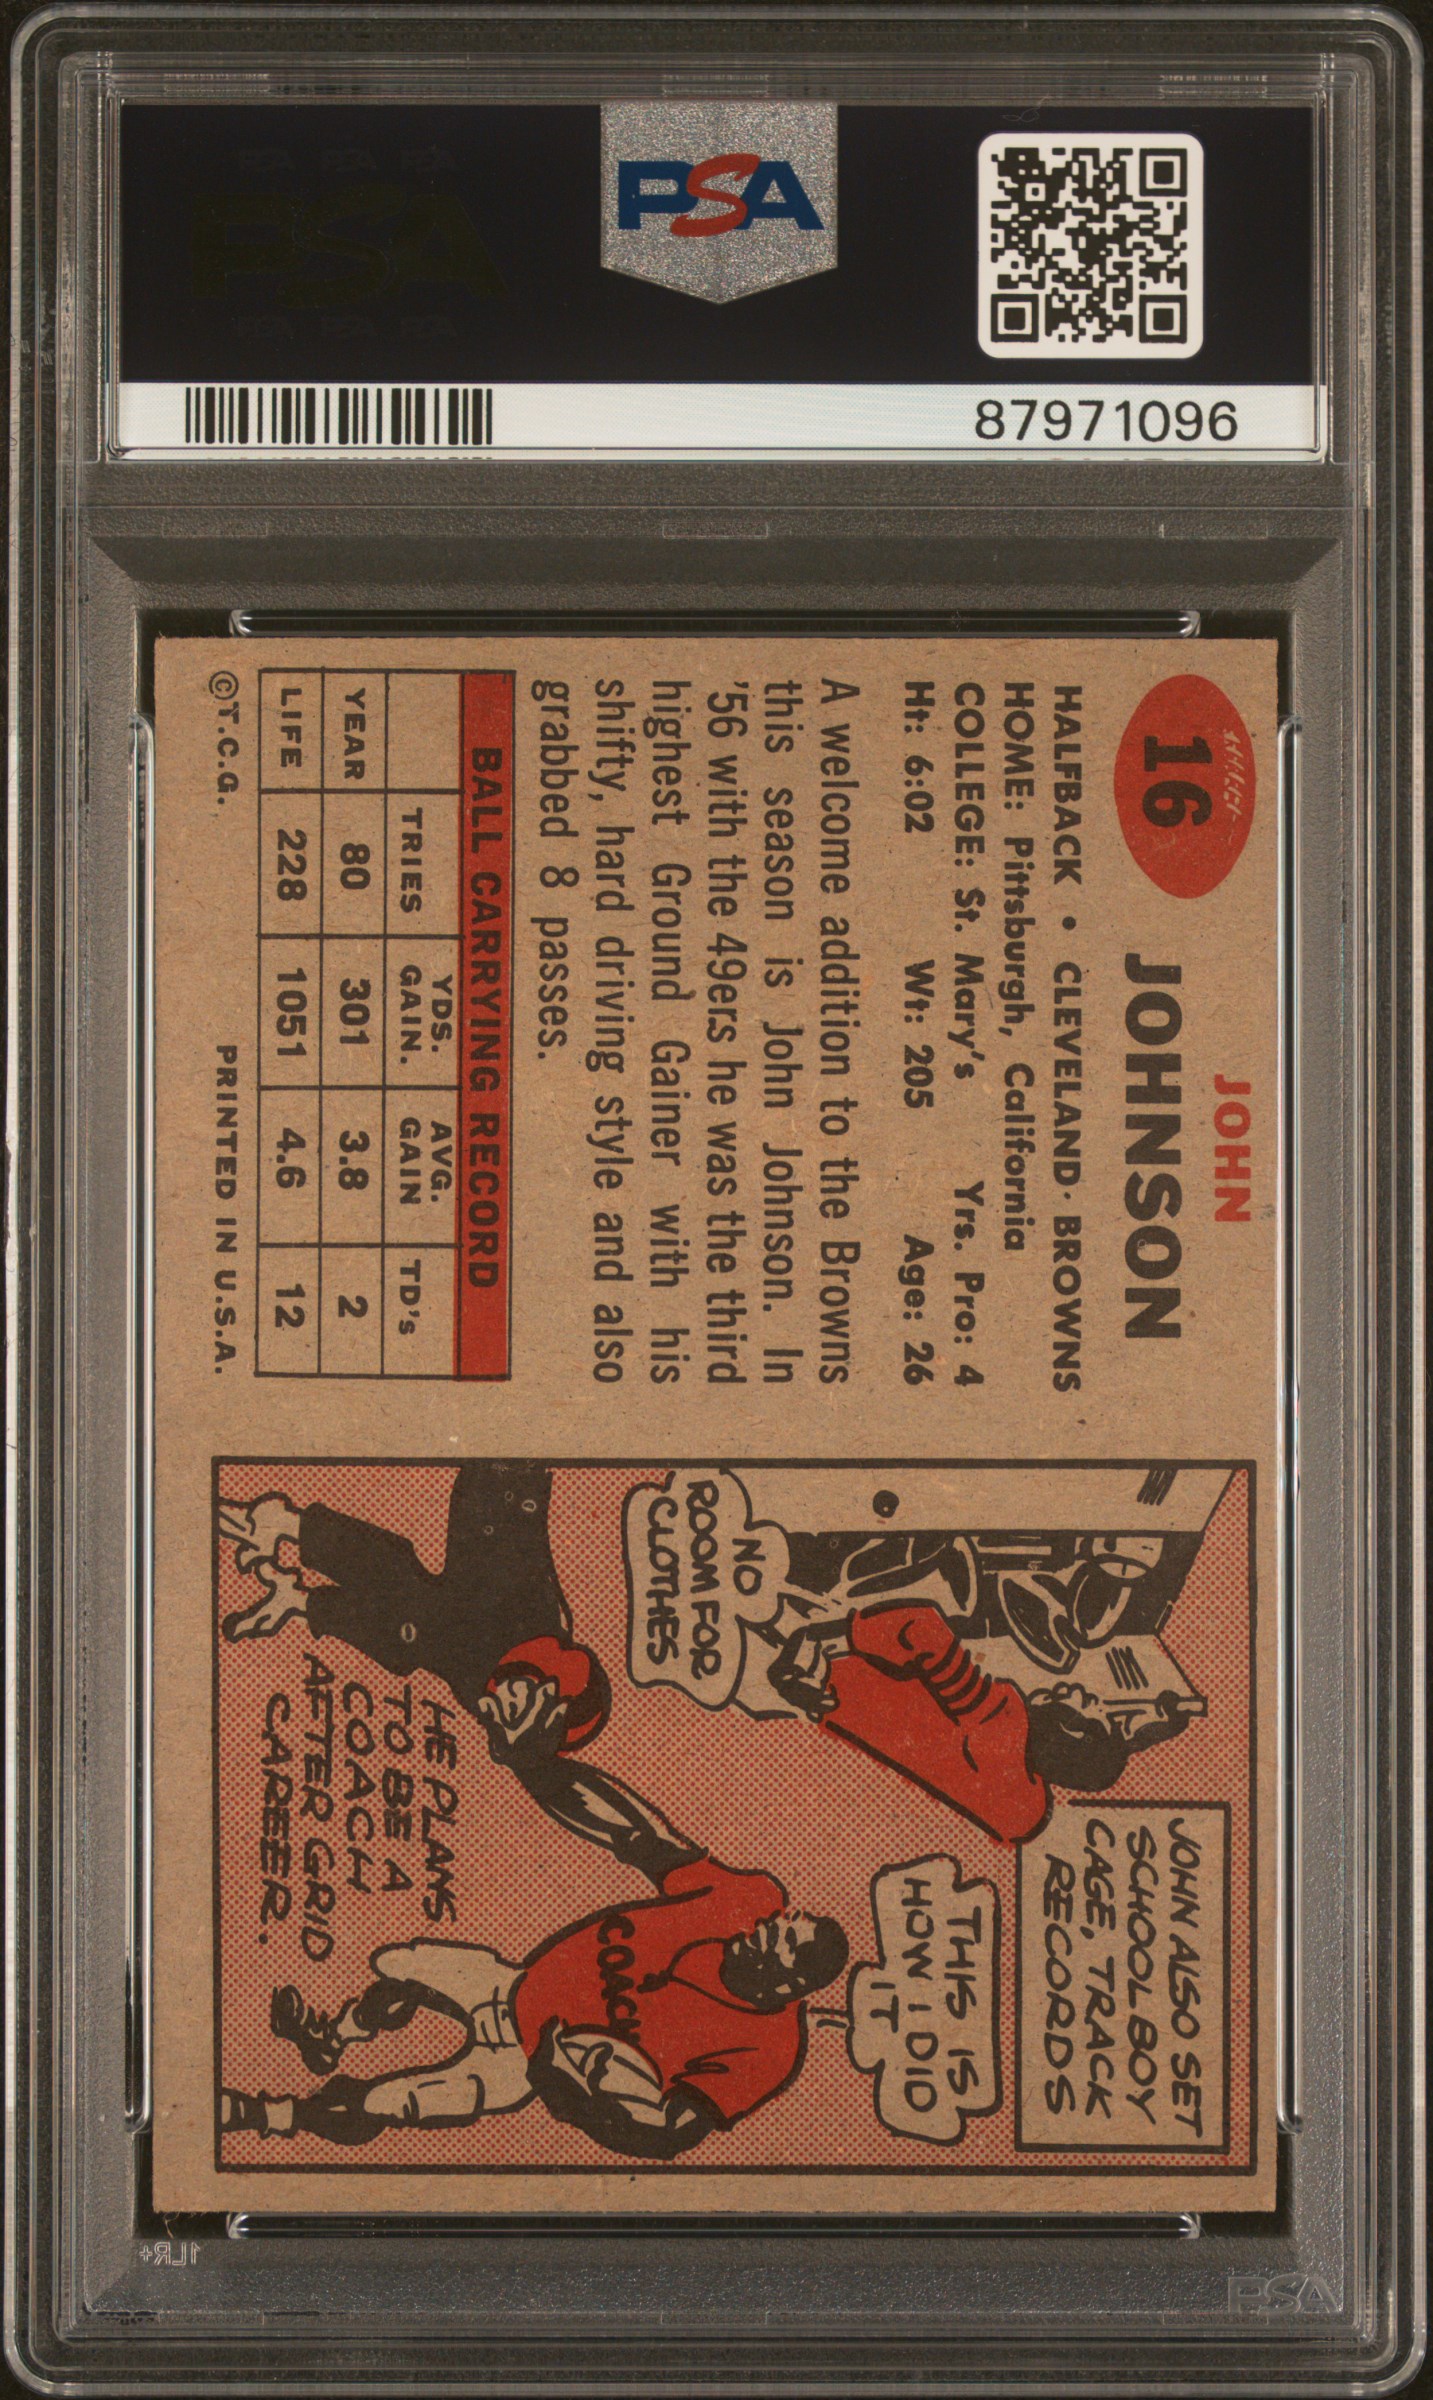 PSA
87971096
16
JOHN
JOHNSON
HALFBACK • CLEVELAND • BROWNS
HOME: Pittsburgh, California
COLLEGE: St. Mary's Yrs. Pro: 4
Ht: 6:02 Wt: 205 Age: 26
A welcome addition to the Browns
this season is John Johnson. In
'56 with the 49ers he was the third
highest Ground Gainer with his
shifty, hard driving style and also
grabbed 8 passes.
BALL CARRYING RECORD
TRIES YDS. GAIN. AVG. GAIN TD's
YEAR 80 301 3.8 2
LIFE 228 1051 4.6 12
©T.C.G. PRINTED IN U.S.A.
JOHN ALSO SET
SCHOOLBOY
CAGE, TRACK
RECORDS
NO
ROOM FOR
CLOTHES
THIS IS
HOW I DID
IT
COACH
HE PLANS
TO BE A
COACH
AFTER GRID
CAREER.
1LR+
PSA